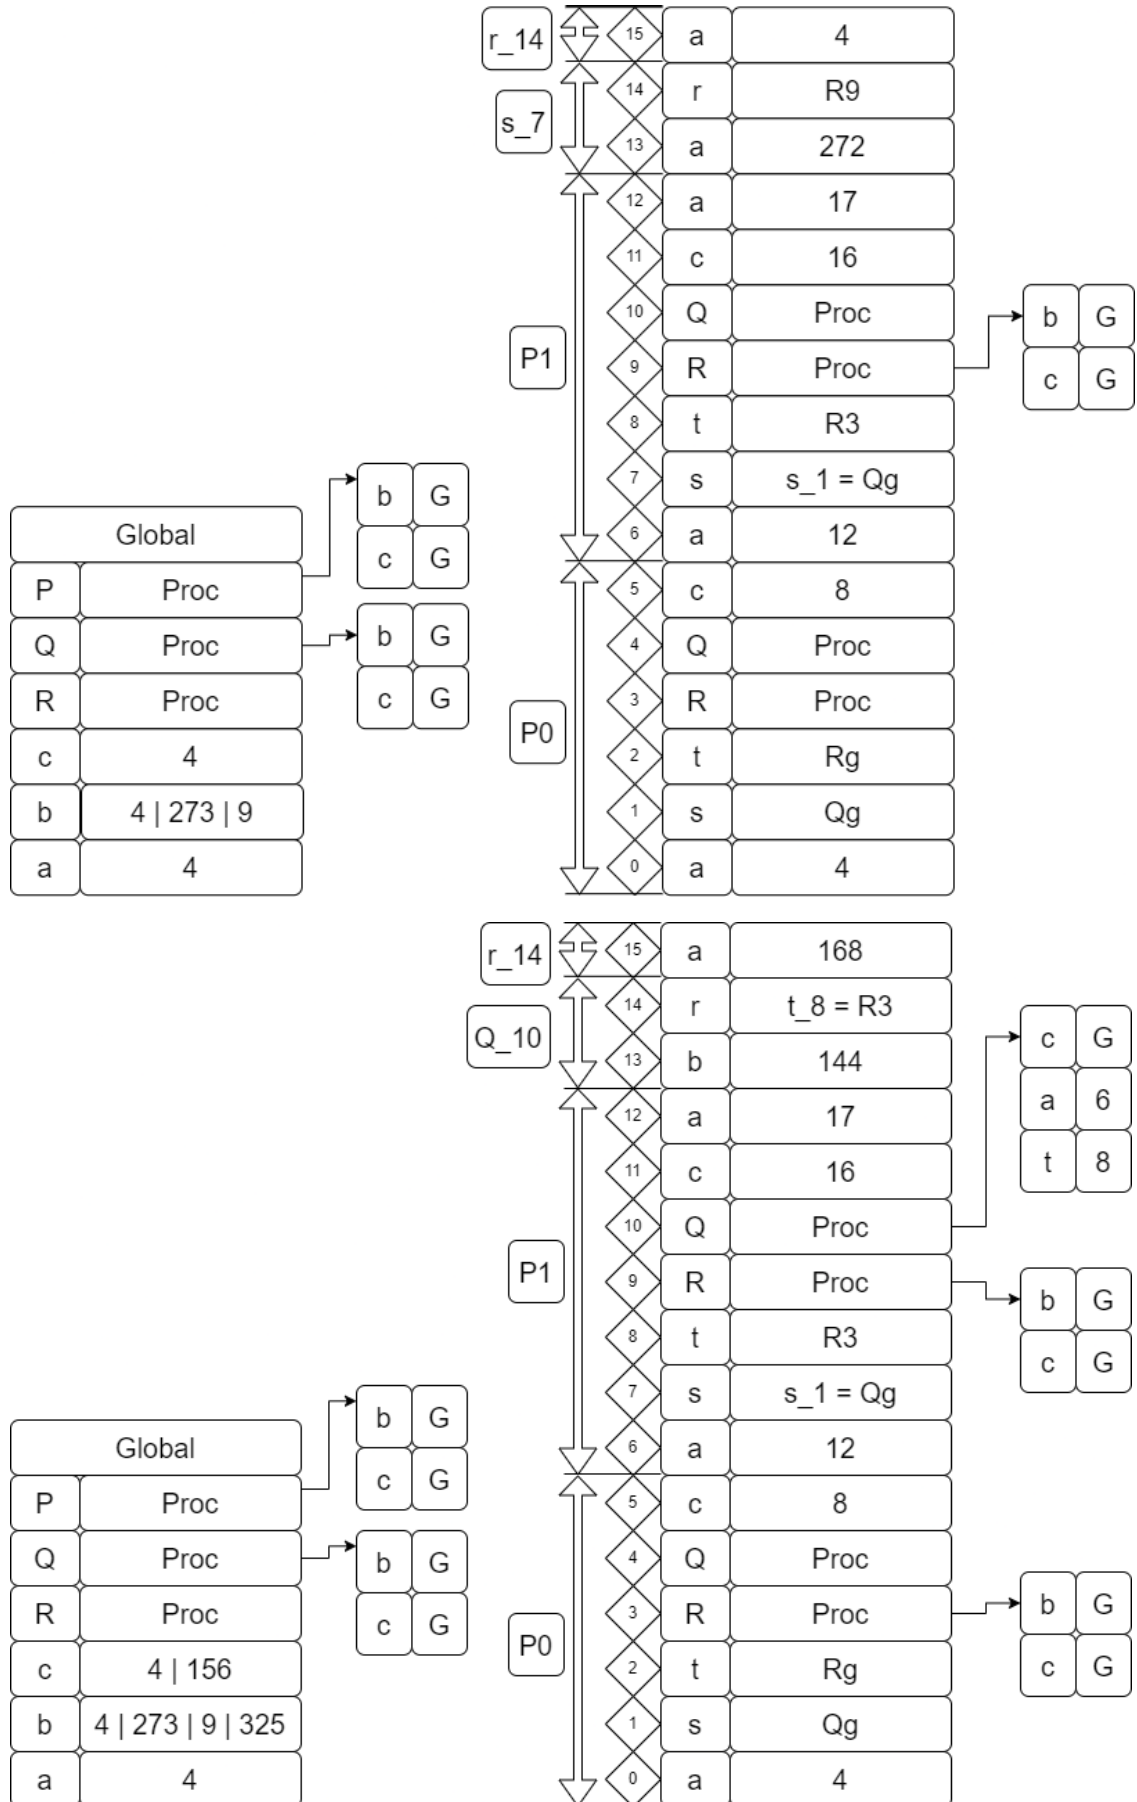 r_14 15 a 4
14 r R9
s_7
13 a 272
12 a 17
11 c 16
10 Q Proc b G
P1
9 R Proc c G
8 t R3
7 s s_1 = Qg b G
6 a 12 c G
Global
P Proc 5 c 8
Q Proc b G 4 Q Proc
R Proc c G 3 R Proc
P0
c 4 2 t Rg
b 4 | 273 | 9 1 s Qg
a 4 0 a 4
r_14 15 a 168
14 r t_8 = R3
Q_10 c G
13 b 144
12 a 17 a 6
11 c 16 t 8
10 Q Proc
P1
9 R Proc b G
8 t R3 c G
7 s s_1 = Qg b G
6 a 12 c G
Global
P Proc 5 c 8
Q Proc b G 4 Q Proc
R Proc c G 3 R Proc b G
P0
c 4 | 156 2 t Rg c G
b 4 | 273 | 9 | 325 1 s Qg
a 4 0 a 4